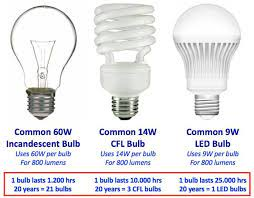 Common 60W
Incandescent Bulb
Uses 60W per bulb
For 800 lumens
1 bulb lasts 1.200 hrs
20 years = 21 bulbs
Common 14W
CFL Bulb
Uses 14W per bulb
For 800 lumens
1 bulb lasts 10.000 hrs
20 years = 3 CFL bulbs
Common 9W
LED Bulb
Uses 9W per bulb
For 800 lumens
1 bulb lasts 25.000 hrs
20 years = 1 LED bulbs